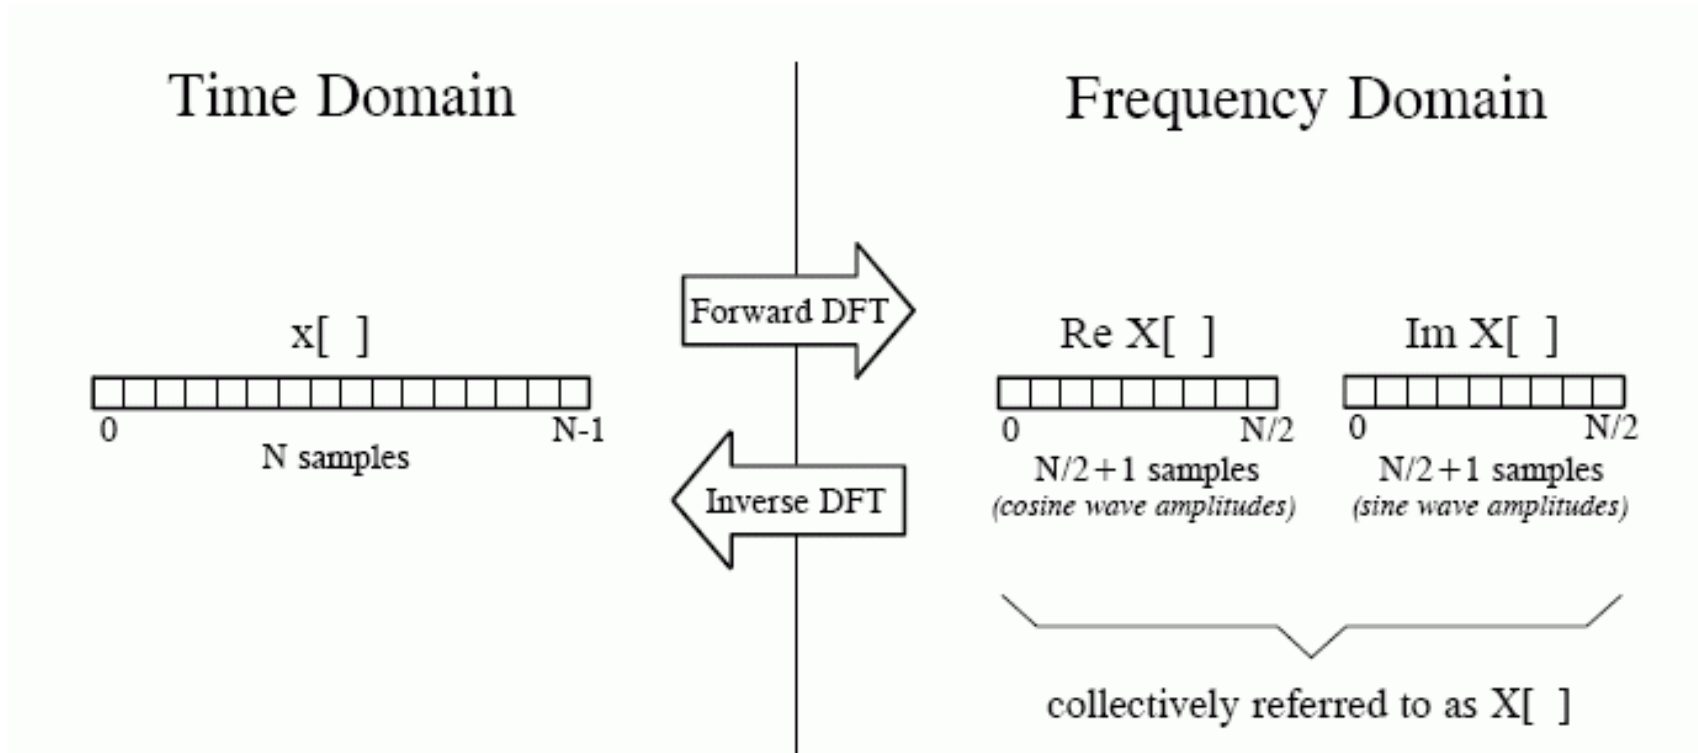 Time Domain
Frequency Domain
Forward DFT
x[ ]
Re X[ ]
Im X[ ]
0
N-1
N samples
0
N/2
0
N/2
N/2+1 samples
(cosine wave amplitudes)
N/2+1 samples
(sine wave amplitudes)
Inverse DFT
collectively referred to as X[ ]